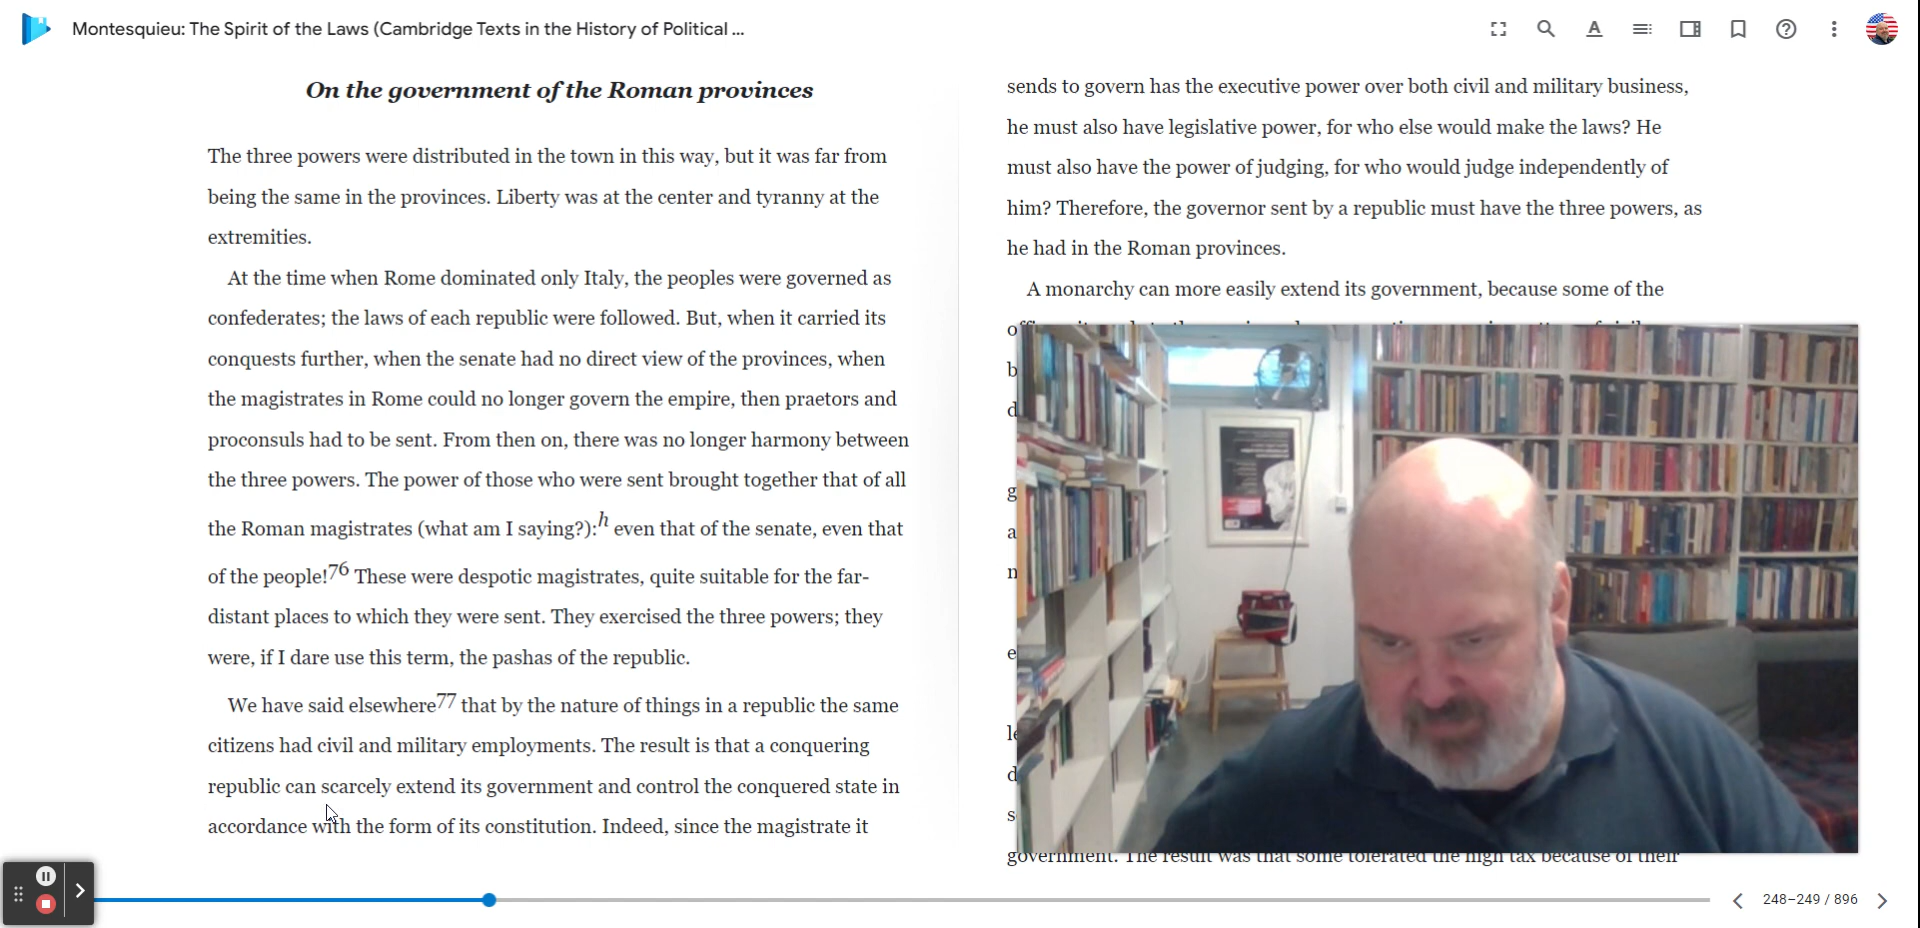 Montesquieu: The Spirit of the Laws (Cambridge Texts in the History of Political ...
On the government of the Roman provinces
The three powers were distributed in the town in this way, but it was far from
being the same in the provinces. Liberty was at the center and tyranny at the
extremities.
At the time when Rome dominated only Italy, the peoples were governed as
confederates; the laws of each republic were followed. But, when it carried its
conquests further, when the senate had no direct view of the provinces, when
the magistrates in Rome could no longer govern the empire, then praetors and
proconsuls had to be sent. From then on, there was no longer harmony between
the three powers. The power of those who were sent brought together that of all
the Roman magistrates (what am I saying?):h even that of the senate, even that
of the people!76 These were despotic magistrates, quite suitable for the far-
distant places to which they were sent. They exercised the three powers; they
were, if I dare use this term, the pashas of the republic.
We have said elsewhere77 that by the nature of things in a republic the same
citizens had civil and military employments. The result is that a conquering
republic can scarcely extend its government and control the conquered state in
accordance with the form of its constitution. Indeed, since the magistrate it
sends to govern has the executive power over both civil and military business,
he must also have legislative power, for who else would make the laws? He
must also have the power of judging, for who would judge independently of
him? Therefore, the governor sent by a republic must have the three powers, as
he had in the Roman provinces.
A monarchy can more easily extend its government, because some of the
government. The result was that some tolerated the high tax because of their
248–249 / 896